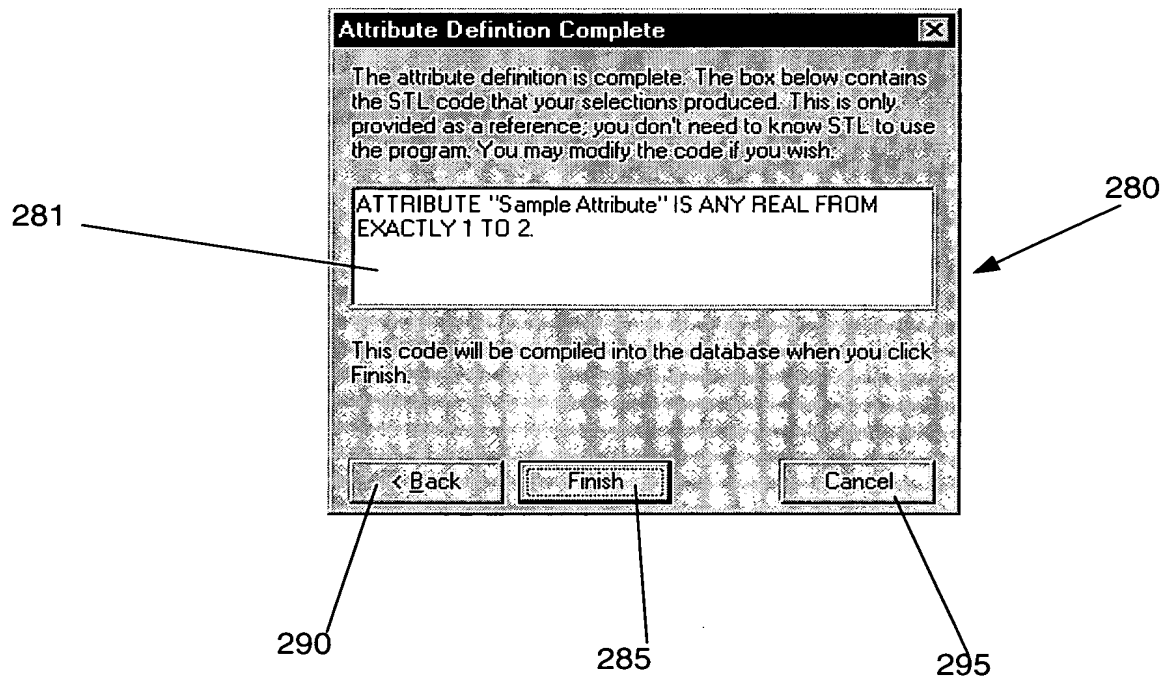 Attribute Defintion Complete
The attribute definition is complete. The box below contains
the STL code that your selections produced. This is only
provided as a reference; you don't need to know STL to use
the program. You may modify the code if you wish.
281
280
ATTRIBUTE "Sample Attribute" IS ANY REAL FROM
EXACTLY 1 TO 2.
This code will be compiled into the database when you click
Finish.
< Back
Finish
Cancel
290
285
295